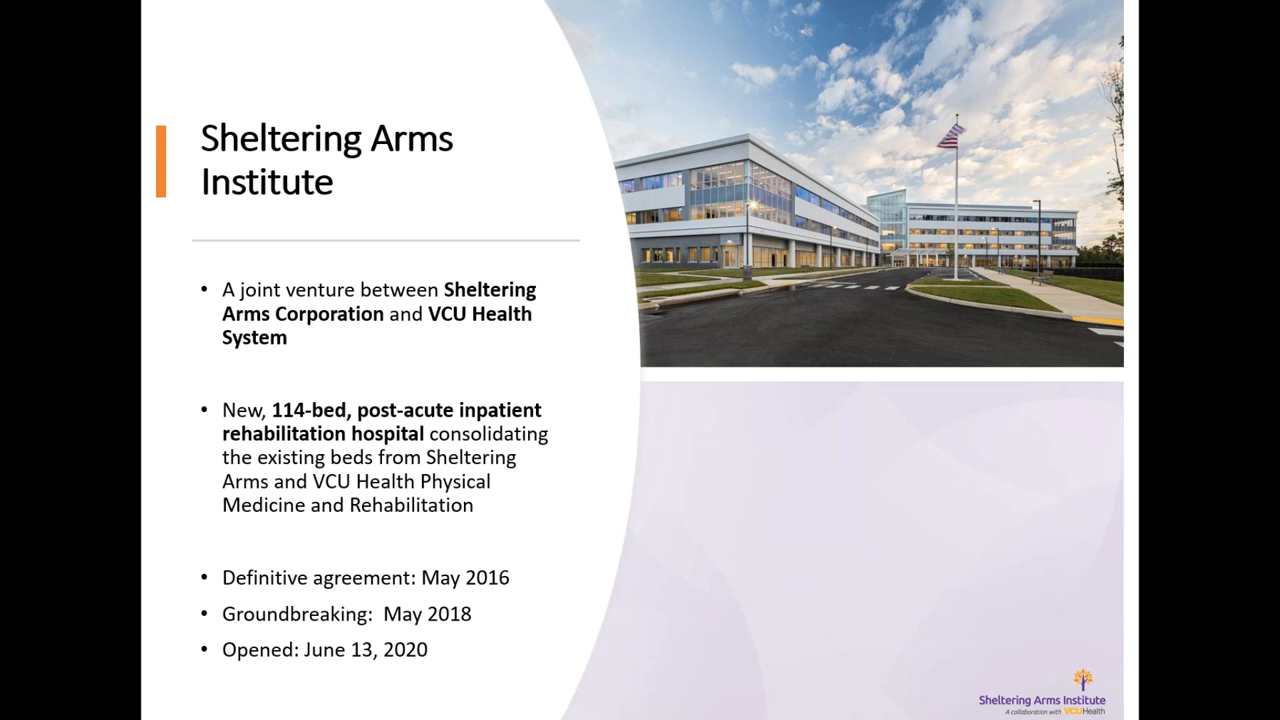 Sheltering Arms
Institute
• A joint venture between Sheltering
Arms Corporation and VCU Health
System
• New, 114-bed, post-acute inpatient
rehabilitation hospital consolidating
the existing beds from Sheltering
Arms and VCU Health Physical
Medicine and Rehabilitation
• Definitive agreement: May 2016
• Groundbreaking:  May 2018
• Opened: June 13, 2020
Sheltering Arms Institute
A collaboration with VCUHealth